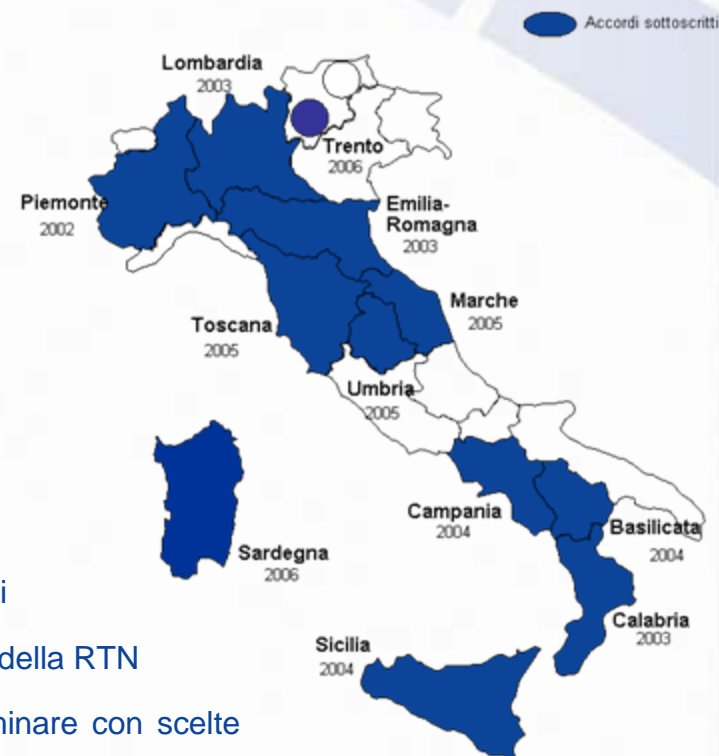 Accordi sottoscritti
Lombardia
2003
Trento
2006
Piemonte
2002
Emilia-
Romagna
2003
Marche
2005
Toscana
2005
Umbria
2005
Campania
2004
Basilicata
2004
Sardegna
2006
Calabria
2003
Sicilia
2004
i
della RTN
minare con scelte